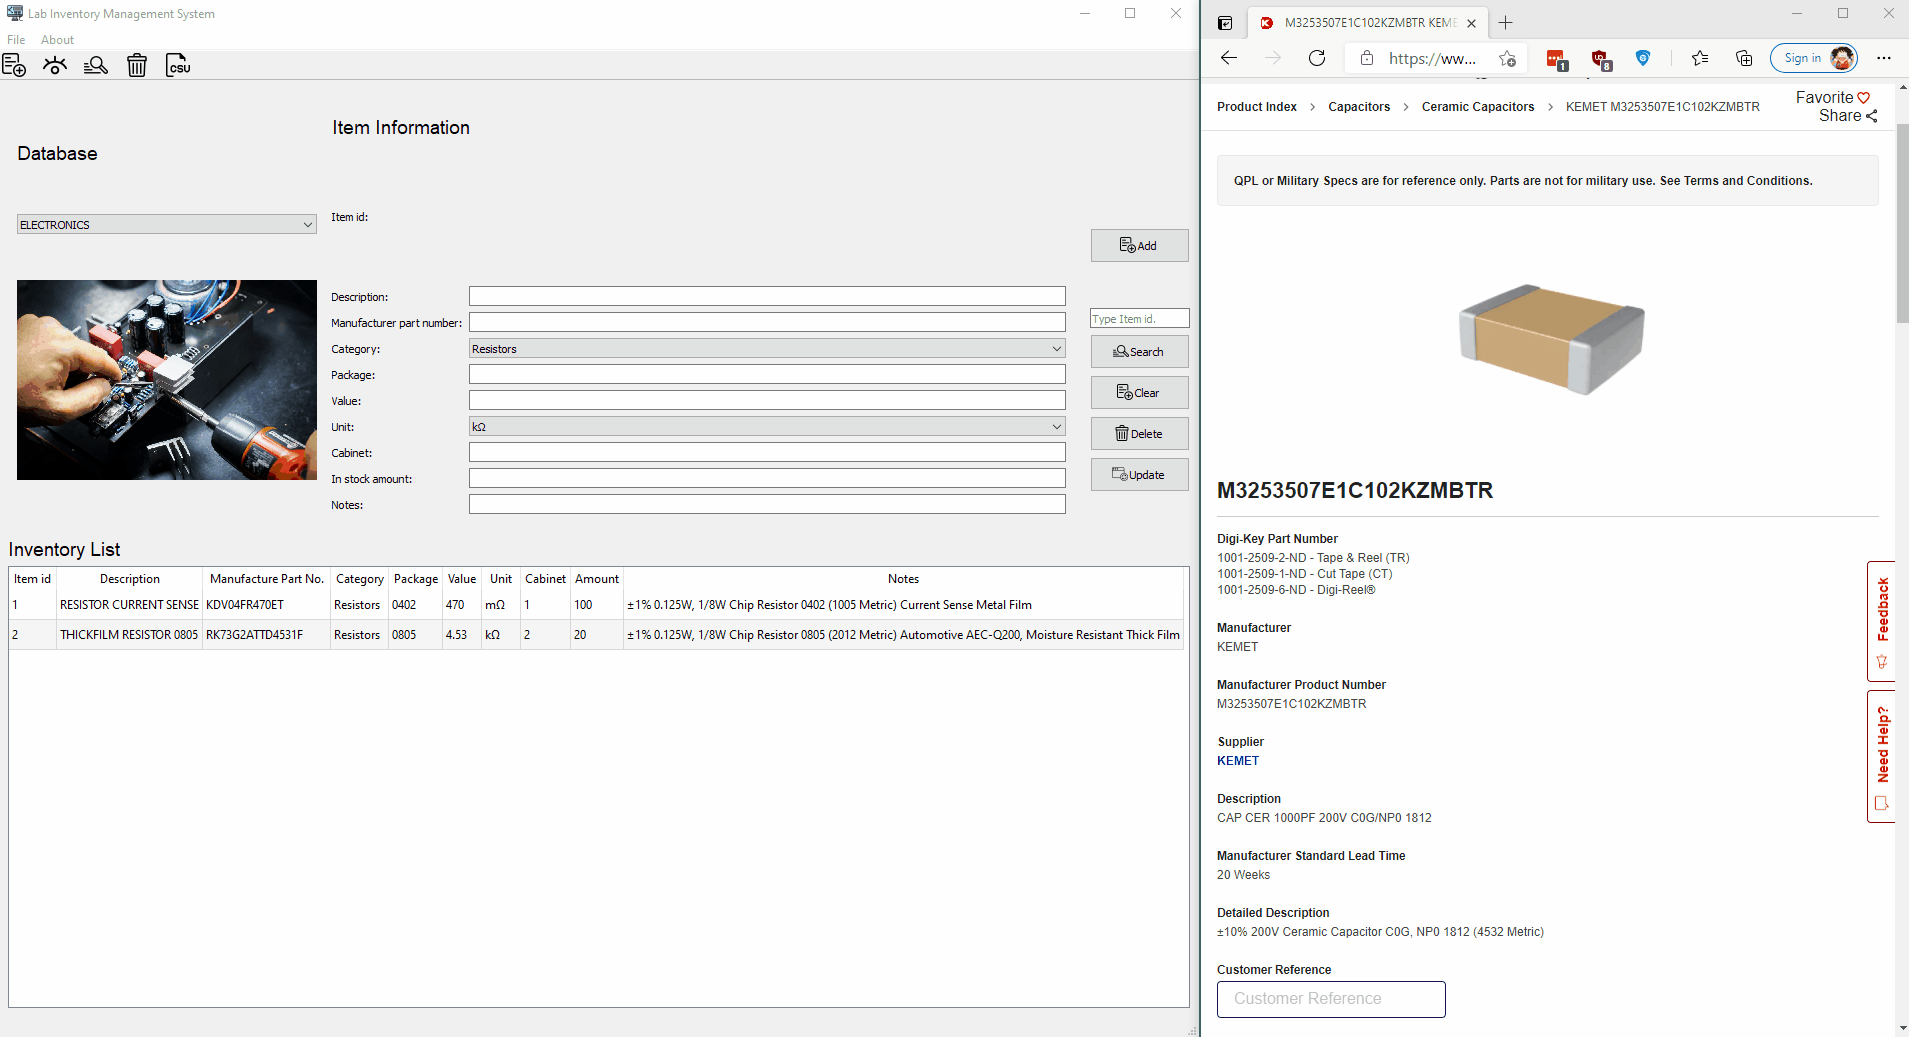 Lab Inventory Management System
File About
CSU
Item Information
Database
ELECTRONICS
Item id:
Add
Description:
Manufacturer part number:
Type Item id.
Category: Resistors
Search
Package:
Value:
Clear
Unit: kΩ
Delete
Cabinet:
In stock amount:
Update
Notes:
Inventory List
Item id Description Manufacture Part No. Category Package Value Unit Cabinet Amount Notes
1 RESISTOR CURRENT SENSE KDV04FR470ET Resistors 0402 470 mΩ 1 100 ±1% 0.125W, 1/8W Chip Resistor 0402 (1005 Metric) Current Sense Metal Film
2 THICKFILM RESISTOR 0805 RK73G2ATTD4531F Resistors 0805 4.53 kΩ 2 20 ±1% 0.125W, 1/8W Chip Resistor 0805 (2012 Metric) Automotive AEC-Q200, Moisture Resistant Thick Film
M3253507E1C102KZMBTR KEME
https://ww...
1
8
Sign in
Product Index > Capacitors > Ceramic Capacitors > KEMET M3253507E1C102KZMBTR
Favorite
Share
QPL or Military Specs are for reference only. Parts are not for military use. See Terms and Conditions.
M3253507E1C102KZMBTR
Digi-Key Part Number
1001-2509-2-ND - Tape & Reel (TR)
1001-2509-1-ND - Cut Tape (CT)
1001-2509-6-ND - Digi-Reel®
Manufacturer
KEMET
Manufacturer Product Number
M3253507E1C102KZMBTR
Supplier
KEMET
Description
CAP CER 1000PF 200V C0G/NP0 1812
Manufacturer Standard Lead Time
20 Weeks
Detailed Description
±10% 200V Ceramic Capacitor C0G, NP0 1812 (4532 Metric)
Customer Reference
Customer Reference
Feedback
Need Help?